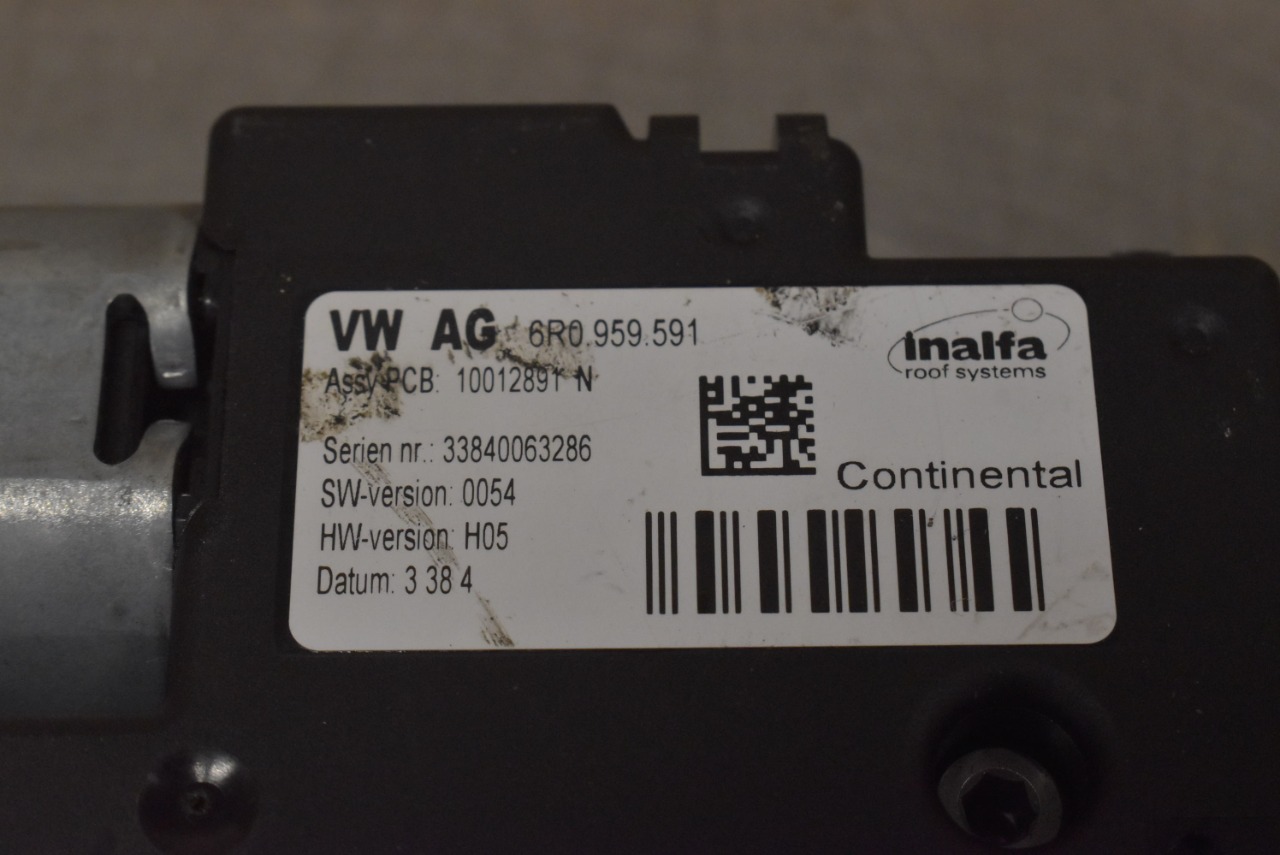 VW AG 6R0.959.591
Assy PCB: 10012891 N
Serien nr.: 33840063286
SW-version: 0054
HW-version: H05
Datum: 3 38 4
inalfa
roof systems
Continental